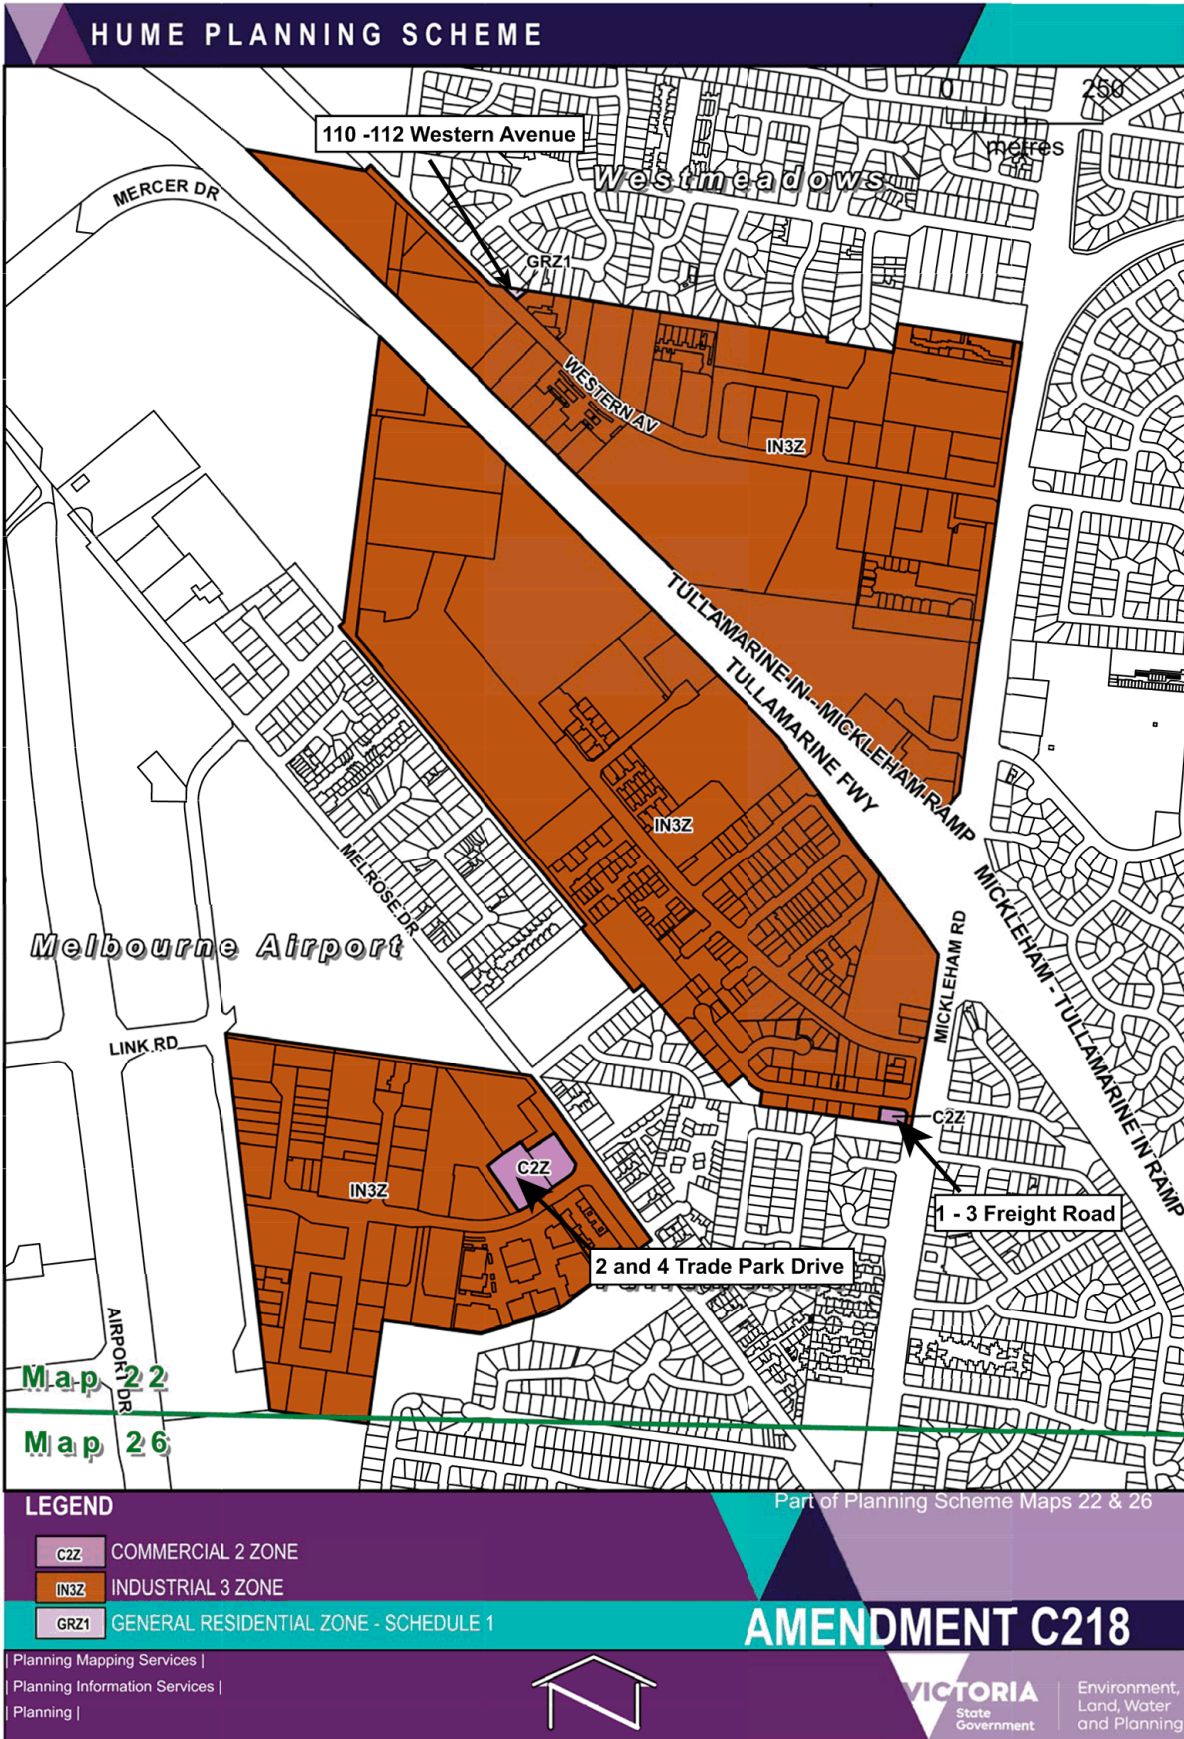 HUME PLANNING SCHEME
0 250
metres
110 -112 Western Avenue
Westmeadows
MERCER DR
GRZ1
WESTERN AV
IN3Z
TULLAMARINE IN - MICKLEHAM RAMP
TULLAMARINE FWY
IN3Z
MELROSE DR
MICKLEHAM RD
MICKLEHAM - TULLAMARINE IN RAMP
Melbourne Airport
LINK RD
C2Z
C2Z
IN3Z
1 - 3 Freight Road
2 and 4 Trade Park Drive
AIRPORT DR
Map 22
Map 26
LEGEND
Part of Planning Scheme Maps 22 & 26
C2Z COMMERCIAL 2 ZONE
IN3Z INDUSTRIAL 3 ZONE
GRZ1 GENERAL RESIDENTIAL ZONE - SCHEDULE 1
AMENDMENT C218
| Planning Mapping Services |
| Planning Information Services |
| Planning |
N
VICTORIA
State
Government
Environment,
Land, Water
and Planning